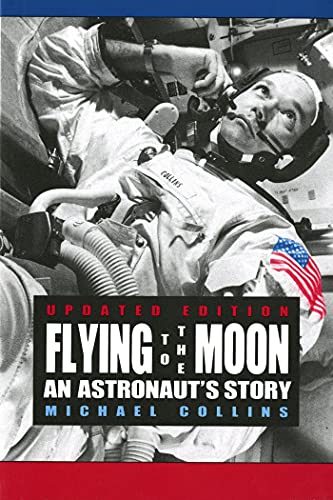 COLLINS
UPDATED EDITION
FLYING TO THE MOON
AN ASTRONAUT'S STORY
MICHAEL COLLINS